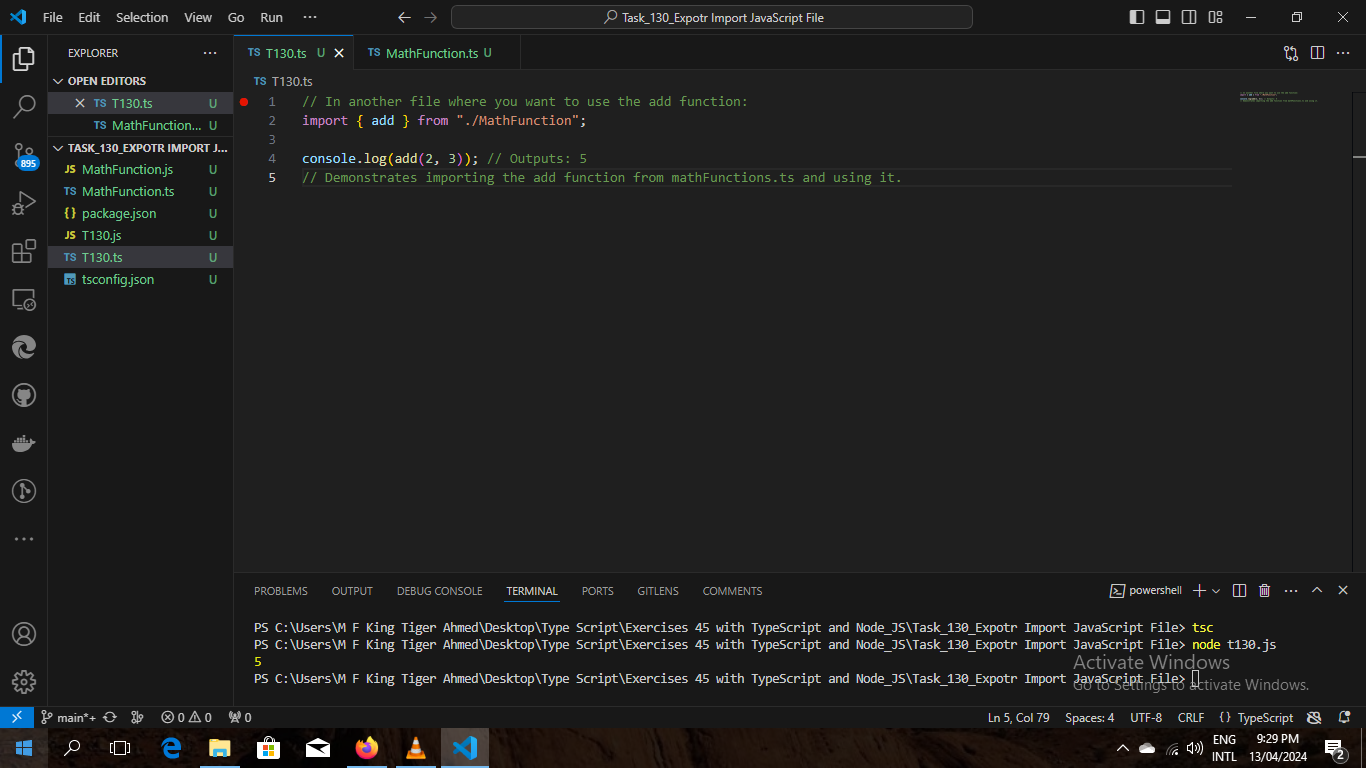 File Edit Selection View Go Run ··· Task_130_Expotr Import JavaScript File
EXPLORER ···
OPEN EDITORS
TS T130.ts U
TS MathFunction... U
TASK_130_EXPOTR IMPORT J...
JS MathFunction.js U
TS MathFunction.ts U
{} package.json U
JS T130.js U
TS T130.ts U
TS tsconfig.json U
895
TS T130.ts U TS MathFunction.ts U
TS T130.ts
1 // In another file where you want to use the add function:
2 import { add } from "./MathFunction";
3
4 console.log(add(2, 3)); // Outputs: 5
5 // Demonstrates importing the add function from mathFunctions.ts and using it.
PROBLEMS OUTPUT DEBUG CONSOLE TERMINAL PORTS GITLENS COMMENTS powershell
PS C:\Users\M F King Tiger Ahmed\Desktop\Type Script\Exercises 45 with TypeScript and Node_JS\Task_130_Expotr Import JavaScript File> tsc
PS C:\Users\M F King Tiger Ahmed\Desktop\Type Script\Exercises 45 with TypeScript and Node_JS\Task_130_Expotr Import JavaScript File> node t130.js
5
PS C:\Users\M F King Tiger Ahmed\Desktop\Type Script\Exercises 45 with TypeScript and Node_JS\Task_130_Expotr Import JavaScript File>
Activate Windows
Go to Settings to activate Windows.
main*+ 0 0 0 Ln 5, Col 79 Spaces: 4 UTF-8 CRLF {} TypeScript
ENG 9:29 PM
INTL 13/04/2024 2